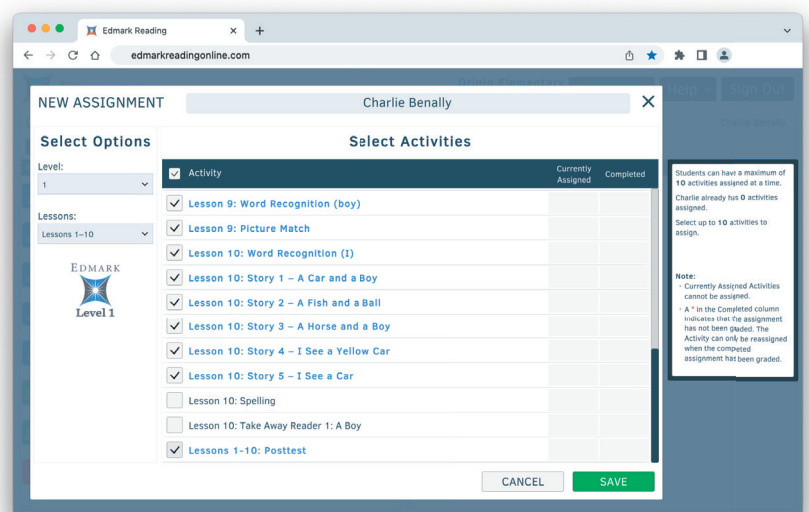 Edmark Reading
edmarkreadingonline.com
Origin Elementary
Help
Sign Out
Charlie Benally
NEW ASSIGNMENT
Charlie Benally
Select Options
Level:
1
Lessons:
Lessons 1–10
EDMARK
Level 1
Select Activities
Activity
Currently
Assigned
Completed
Lesson 9: Word Recognition (boy)
Lesson 9: Picture Match
Lesson 10: Word Recognition (I)
Lesson 10: Story 1 – A Car and a Boy
Lesson 10: Story 2 – A Fish and a Ball
Lesson 10: Story 3 – A Horse and a Boy
Lesson 10: Story 4 – I See a Yellow Car
Lesson 10: Story 5 – I See a Car
Lesson 10: Spelling
Lesson 10: Take Away Reader 1: A Boy
Lessons 1-10: Posttest
CANCEL
SAVE
Students can have a maximum of
10 activities assigned at a time.
Charlie already has 0 activities
assigned.
Select up to 10 activities to
assign.
Note:
· Currently Assigned Activities
cannot be assigned.
· A * in the Completed column
indicates that the assignment
has not been graded. The
Activity can only be reassigned
when the completed
assignment has been graded.